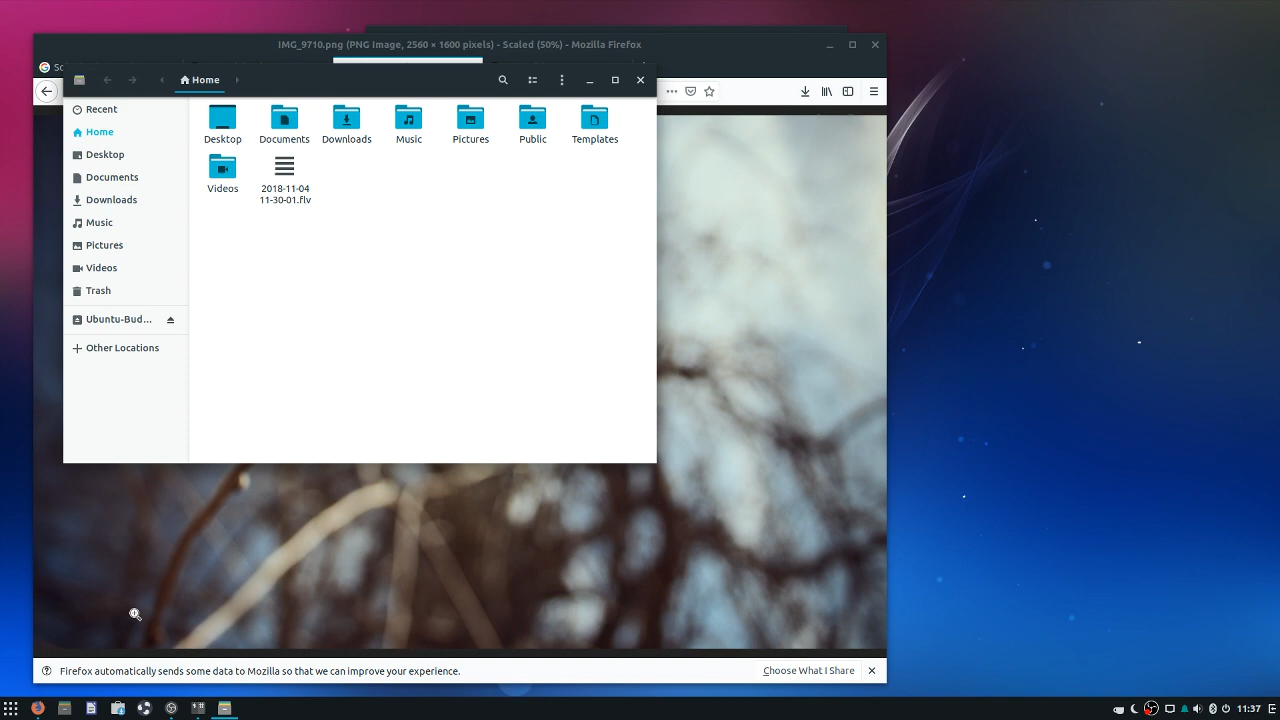 IMG_9710.png (PNG Image, 2560 × 1600 pixels) - Scaled (50%) - Mozilla Firefox
Home
Recent
Home
Desktop
Documents
Downloads
Music
Pictures
Videos
Trash
Ubuntu-Bud...
Other Locations
Desktop
Documents
Downloads
Music
Pictures
Public
Templates
Videos
2018-11-04
11-30-01.flv
Firefox automatically sends some data to Mozilla so that we can improve your experience.
Choose What I Share
11:37